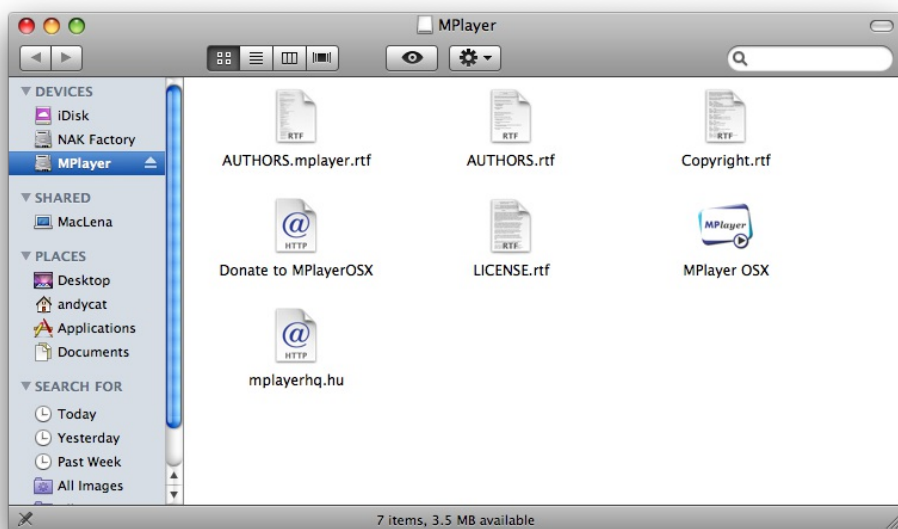 MPlayer
DEVICES
iDisk
NAK Factory
MPlayer
SHARED
MacLena
PLACES
Desktop
andycat
Applications
Documents
SEARCH FOR
Today
Yesterday
Past Week
All Images
RTF
RTF
RTF
AUTHORS.mplayer.rtf
AUTHORS.rtf
Copyright.rtf
@
HTTP
RTF
MPlayer
Donate to MPlayerOSX
LICENSE.rtf
MPlayer OSX
@
HTTP
mplayerhq.hu
7 items, 3.5 MB available